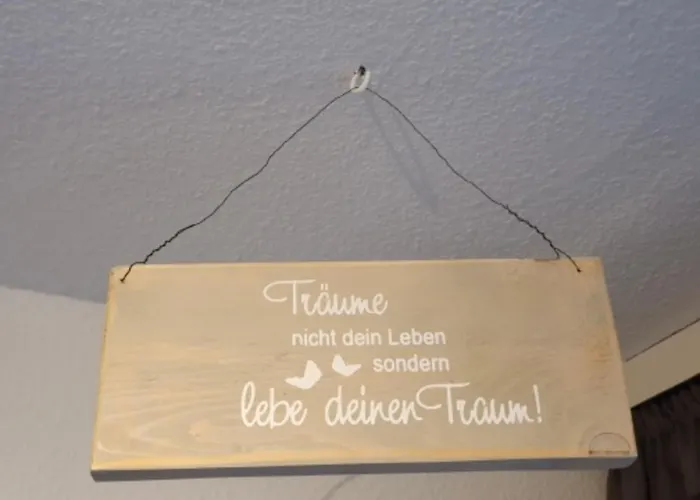 Träume
nicht dein Leben
sondern
lebe deinen Traum!